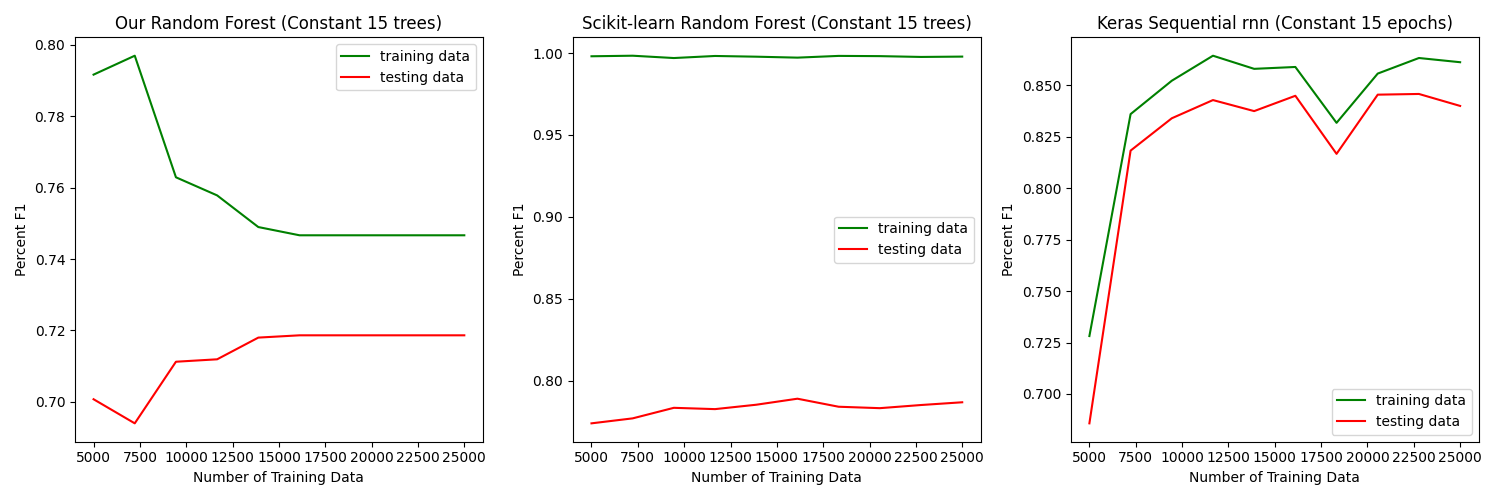 Our Random Forest (Constant 15 trees)
Percent F1
0.80
0.78
0.76
0.74
0.72
0.70
training data
testing data
5000 7500 10000 12500 15000 17500 20000 22500 25000
Number of Training Data
Scikit-learn Random Forest (Constant 15 trees)
Percent F1
1.00
0.95
0.90
0.85
0.80
training data
testing data
5000 7500 10000 12500 15000 17500 20000 22500 25000
Number of Training Data
Keras Sequential rnn (Constant 15 epochs)
Percent F1
0.850
0.825
0.800
0.775
0.750
0.725
0.700
training data
testing data
5000 7500 10000 12500 15000 17500 20000 22500 25000
Number of Training Data